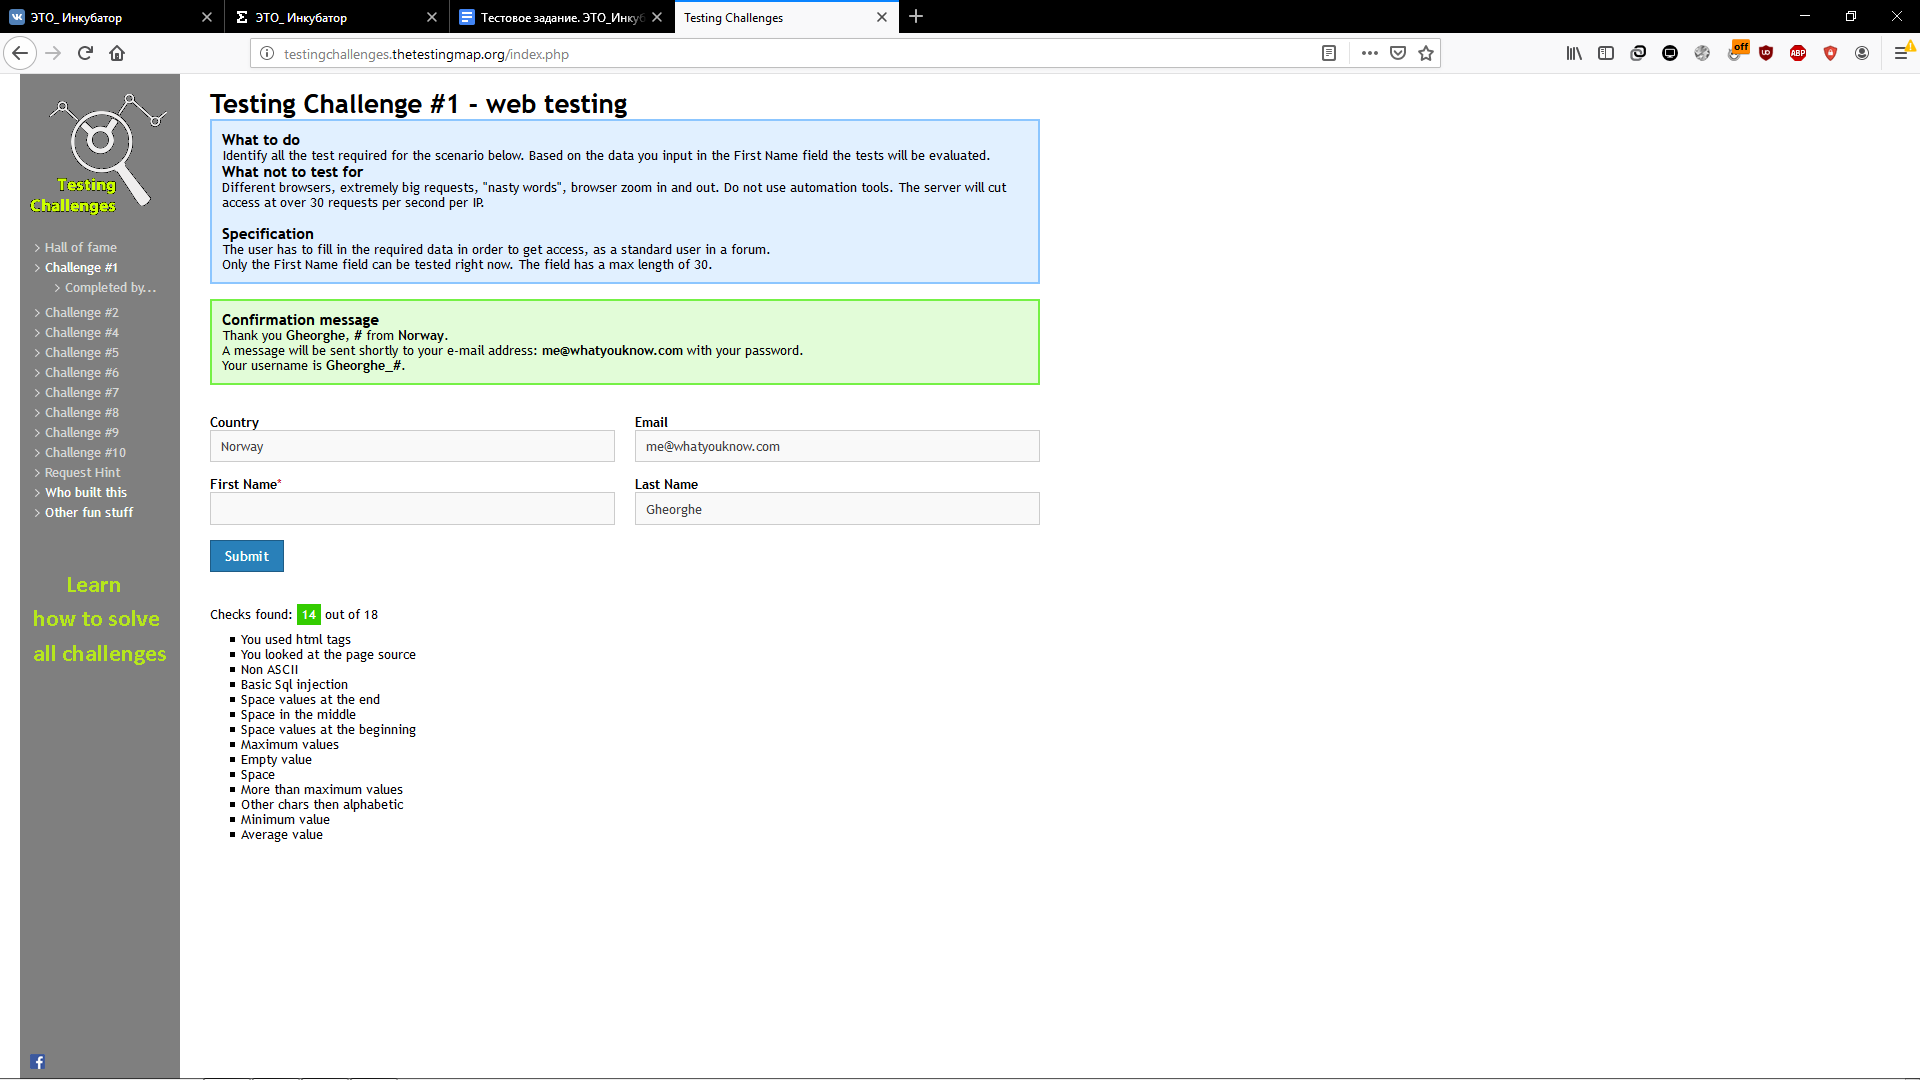 ЭТО_ Инкубатор
ЭТО_ Инкубатор
Тестовое задание. ЭТО_Инкуб
Testing Challenges
testingchallenges.thetestingmap.org/index.php
off
UD
ABP
Testing
Challenges
Hall of fame
Challenge #1
Completed by...
Challenge #2
Challenge #4
Challenge #5
Challenge #6
Challenge #7
Challenge #8
Challenge #9
Challenge #10
Request Hint
Who built this
Other fun stuff
Learn
how to solve
all challenges
Testing Challenge #1 - web testing
What to do
Identify all the test required for the scenario below. Based on the data you input in the First Name field the tests will be evaluated.
What not to test for
Different browsers, extremely big requests, "nasty words", browser zoom in and out. Do not use automation tools. The server will cut
access at over 30 requests per second per IP.
Specification
The user has to fill in the required data in order to get access, as a standard user in a forum.
Only the First Name field can be tested right now. The field has a max length of 30.
Confirmation message
Thank you Gheorghe, # from Norway.
A message will be sent shortly to your e-mail address: me@whatyouknow.com with your password.
Your username is Gheorghe_#.
Country
Norway
Email
me@whatyouknow.com
First Name*
Last Name
Gheorghe
Submit
Checks found: 14 out of 18
You used html tags
You looked at the page source
Non ASCII
Basic Sql injection
Space values at the end
Space in the middle
Space values at the beginning
Maximum values
Empty value
Space
More than maximum values
Other chars then alphabetic
Minimum value
Average value